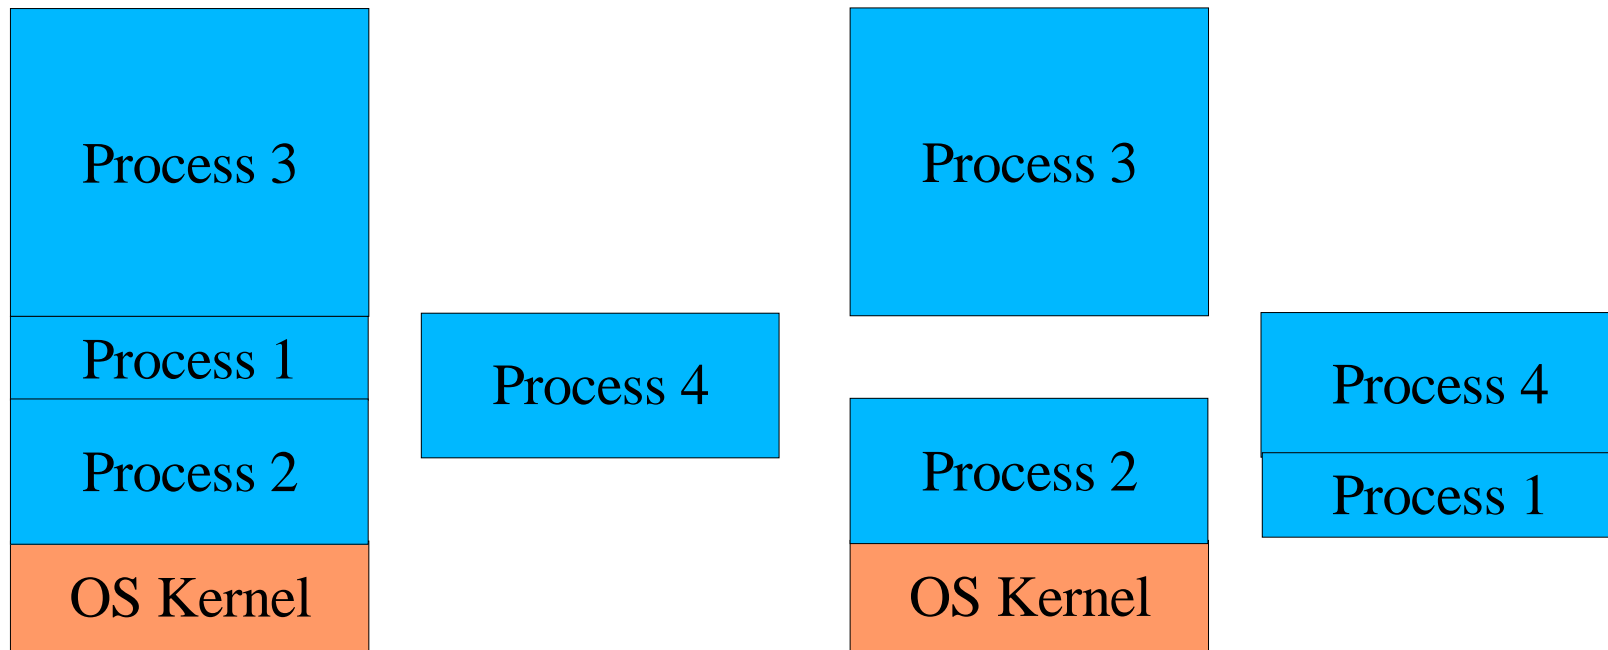 Process 3
Process 1
Process 2
OS Kernel
Process 4
Process 3
Process 2
OS Kernel
Process 4
Process 1